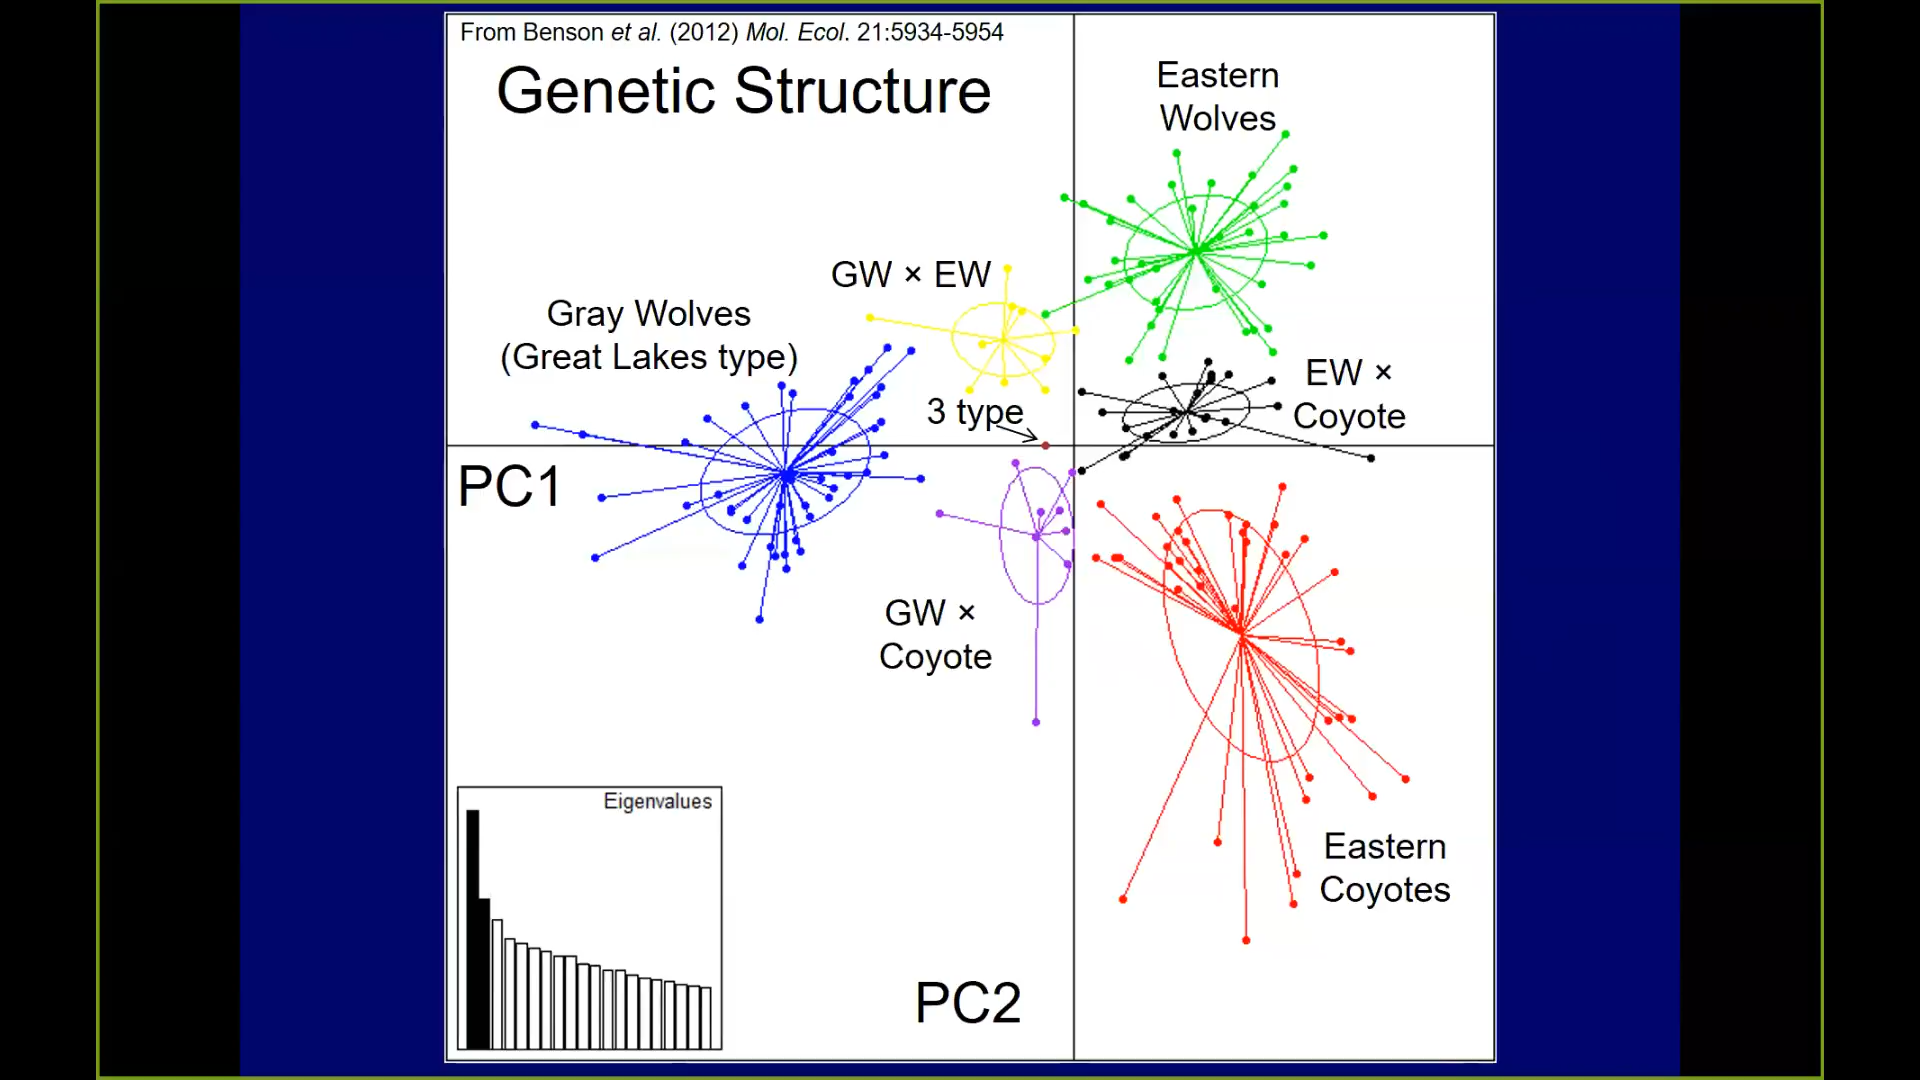 From Benson et al. (2012) Mol. Ecol. 21:5934-5954
Genetic Structure
Eastern
Wolves
GW × EW
Gray Wolves
(Great Lakes type)
EW ×
Coyote
3 type
PC1
GW ×
Coyote
Eigenvalues
Eastern
Coyotes
PC2